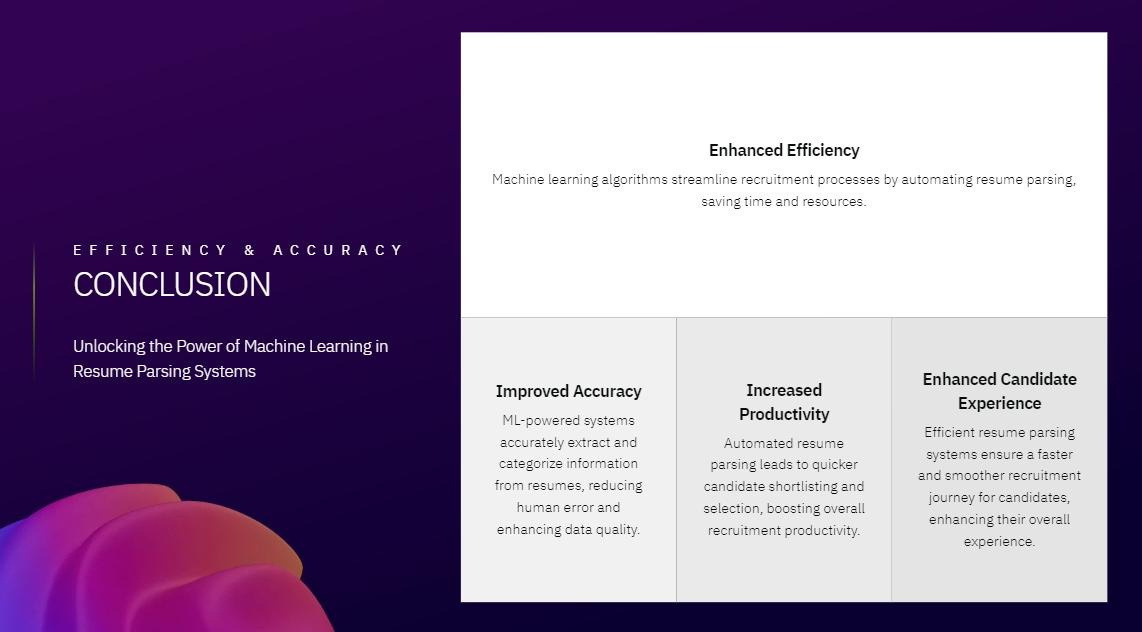 EFFICIENCY & ACCURACY
CONCLUSION
Unlocking the Power of Machine Learning in
Resume Parsing Systems
Enhanced Efficiency
Machine learning algorithms streamline recruitment processes by automating resume parsing,
saving time and resources.
Improved Accuracy
ML-powered systems
accurately extract and
categorize information
from resumes, reducing
human error and
enhancing data quality.
Increased
Productivity
Automated resume
parsing leads to quicker
candidate shortlisting and
selection, boosting overall
recruitment productivity.
Enhanced Candidate
Experience
Efficient resume parsing
systems ensure a faster
and smoother recruitment
journey for candidates,
enhancing their overall
experience.